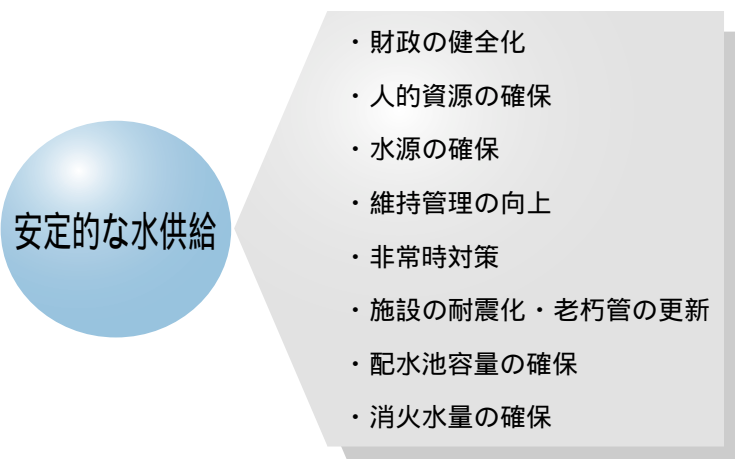 安定的な水供給
・財政の健全化
・人的資源の確保
・水源の確保
・維持管理の向上
・非常時対策
・施設の耐震化・老朽管の更新
・配水池容量の確保
・消火水量の確保